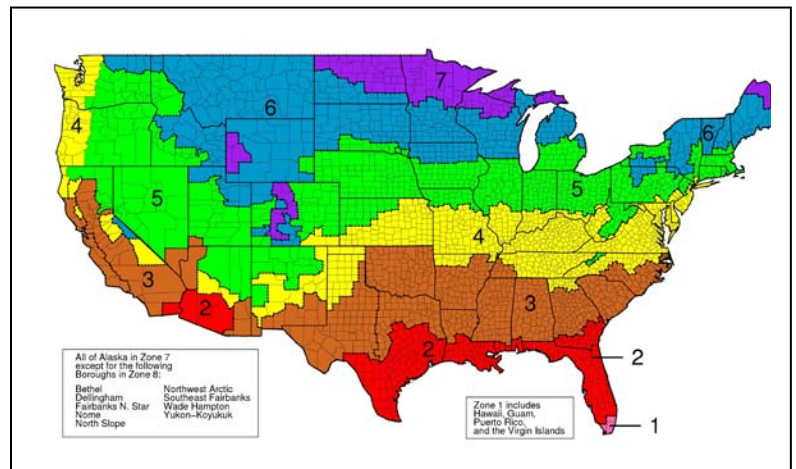 7
6
4
6
5
5
4
3
3
2
2
2
1
All of Alaska in Zone 7
except for the following
Boroughs in Zone 8:
Bethel Northwest Arctic
Dellingham Southeast Fairbanks
Fairbanks N. Star Wade Hampton
Nome Yukon-Koyukuk
North Slope
Zone 1 includes
Hawaii, Guam,
Puerto Rico,
and the Virgin Islands